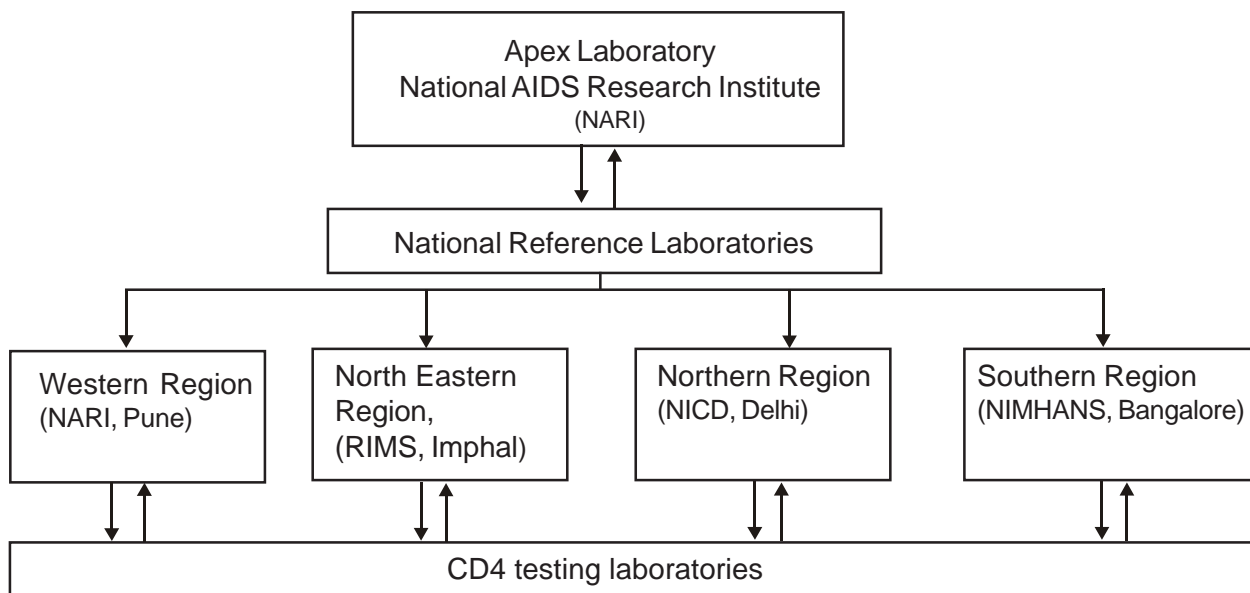 Apex Laboratory
National AIDS Research Institute
(NARI)
National Reference Laboratories
Western Region
(NARI, Pune)
North Eastern
Region,
(RIMS, Imphal)
Northern Region
(NICD, Delhi)
Southern Region
(NIMHANS, Bangalore)
CD4 testing laboratories